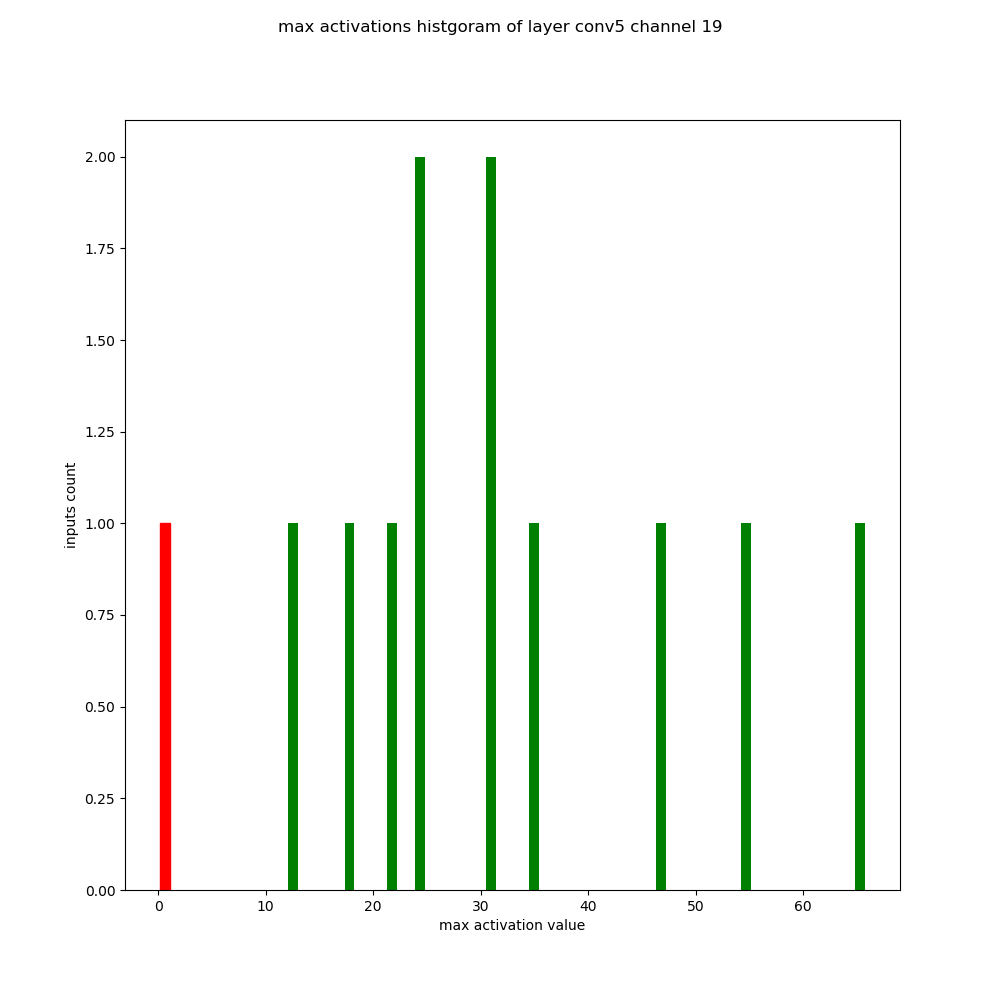 max activations histgoram of layer conv5 channel 19
2.00
1.75
1.50
1.25
1.00
0.75
0.50
0.25
0.00
inputs count
0 10 20 30 40 50 60
max activation value